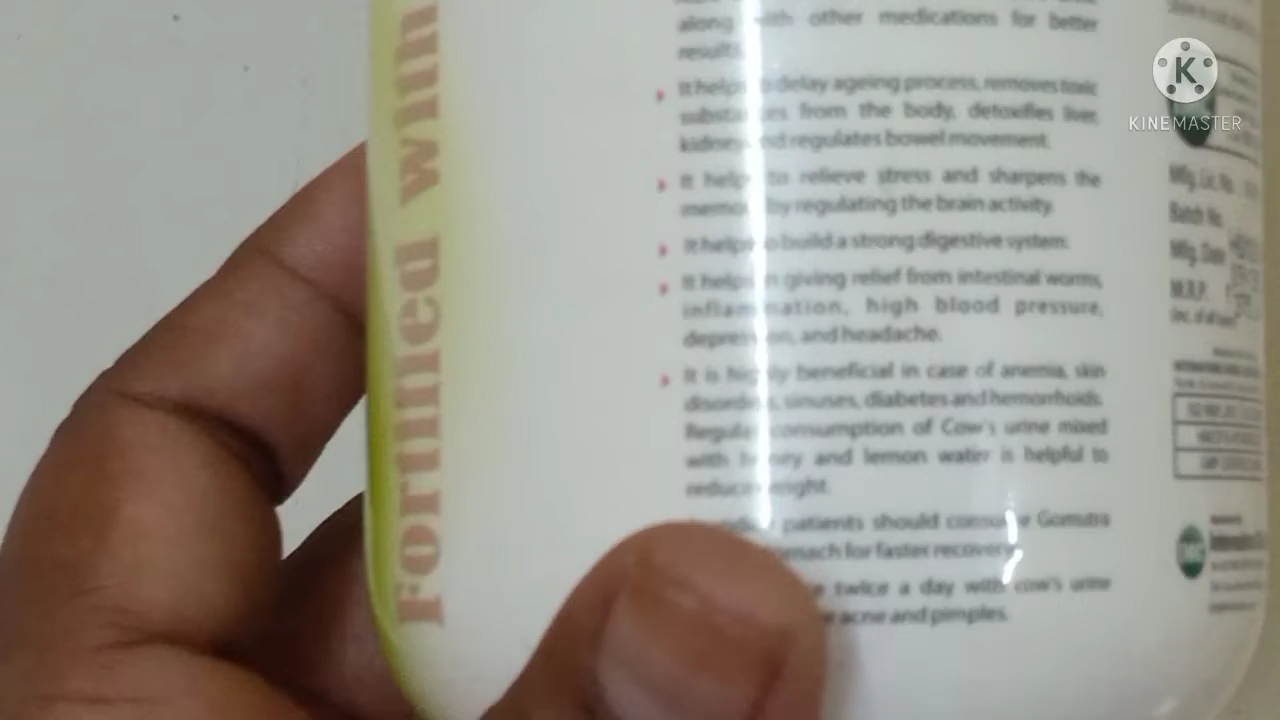 along with other medications for better
results.
It helps to delay ageing process, removes toxic
substances from the body, detoxifies liver,
kidney and regulates bowel movement.
It helps to relieve stress and sharpens the
memory by regulating the brain activity.
It helps to build a strong digestive system.
It helps in giving relief from intestinal worms,
inflammation, high blood pressure,
depression, and headache.
It is highly beneficial in case of anemia, skin
disorders, sinuses, diabetes and hemorrhoids.
Regular consumption of Cow's urine mixed
with honey and lemon water is helpful to
reduce weight.
patients should consume Gomutra
for faster recovery.
twice a day with cow's urine
acne and pimples.
Fortified with
Mfg. Lic. No.
Batch No.
Mfg. Date
M.R.P.
K
KINEMASTER